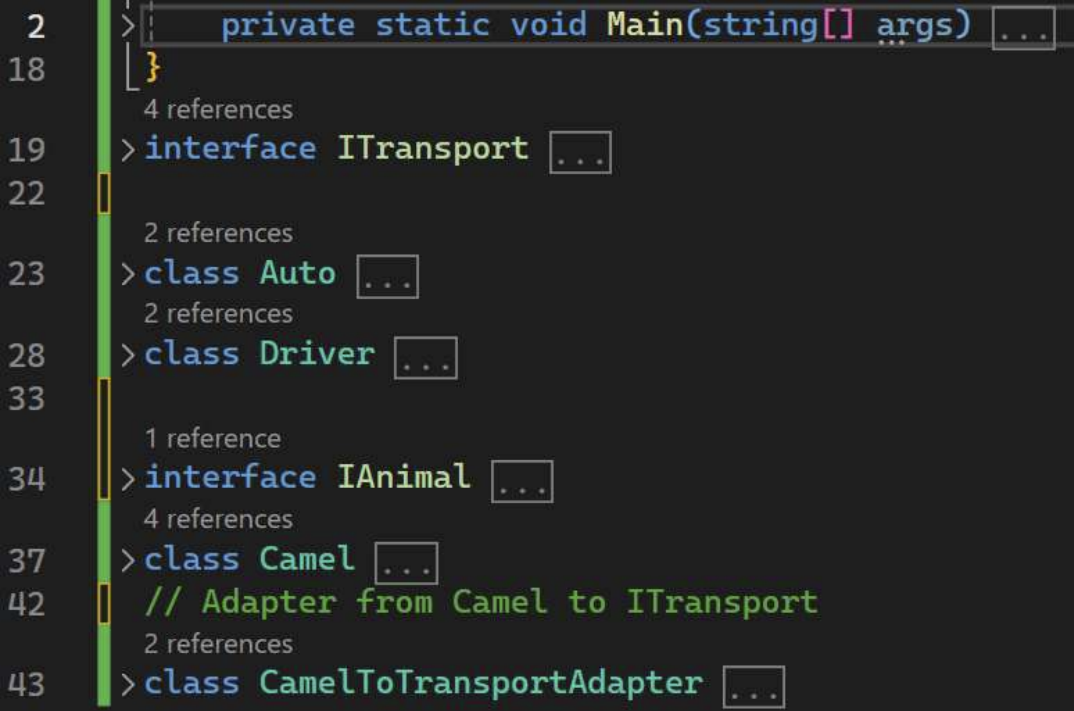 2 > private static void Main(string[] args) ...
18 }
4 references
19 > interface ITransport ...
22
2 references
23 > class Auto ...
2 references
28 > class Driver ...
33
1 reference
34 > interface IAnimal ...
4 references
37 > class Camel ...
42 // Adapter from Camel to ITransport
2 references
43 > class CamelToTransportAdapter ...